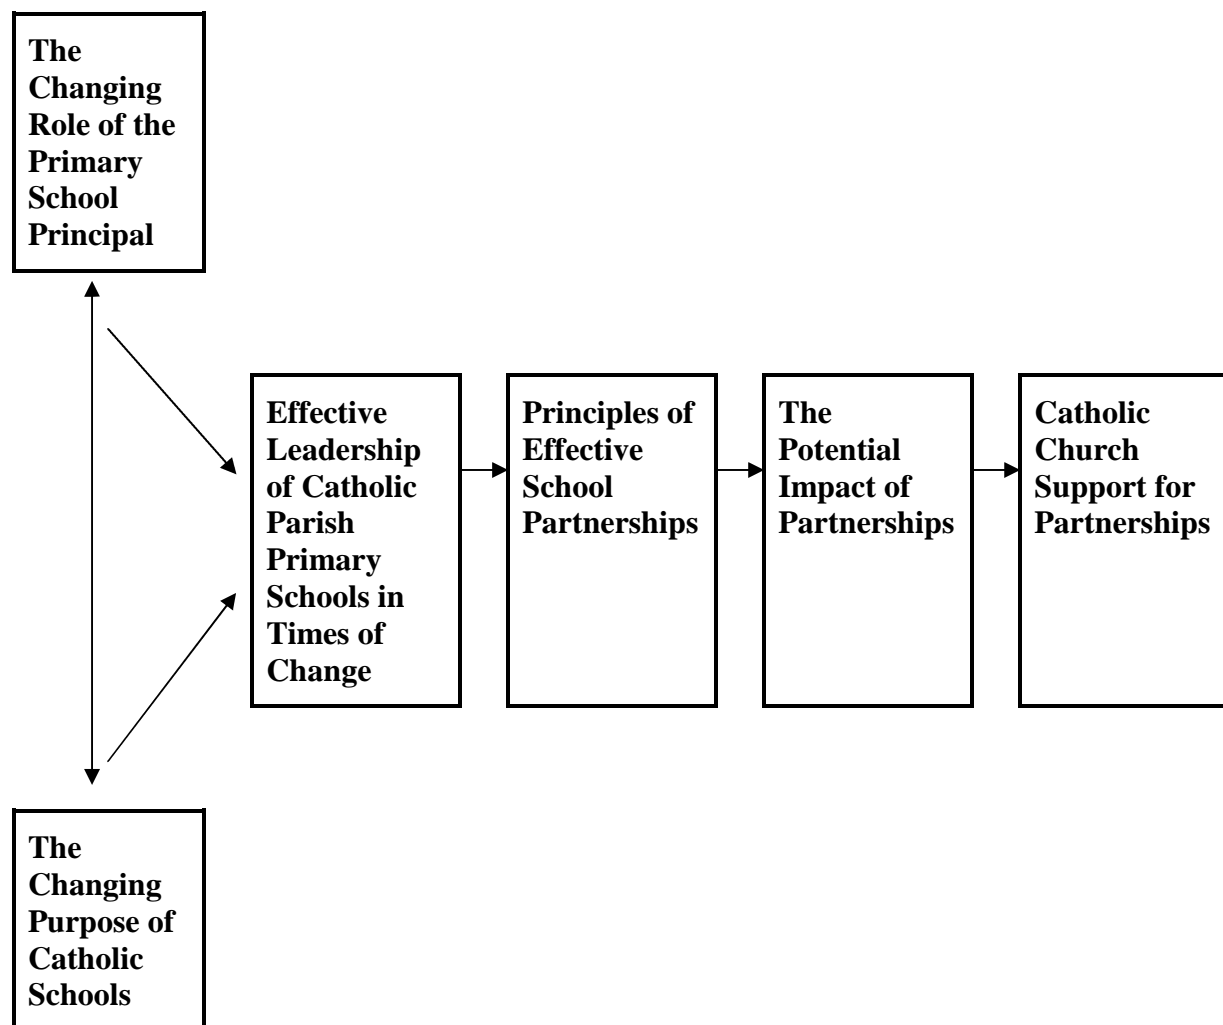 The
Changing
Role of the
Primary
School
Principal
Effective
Leadership
of Catholic
Parish
Primary
Schools in
Times of
Change
Principles of
Effective
School
Partnerships
The
Potential
Impact of
Partnerships
Catholic
Church
Support for
Partnerships
The
Changing
Purpose of
Catholic
Schools